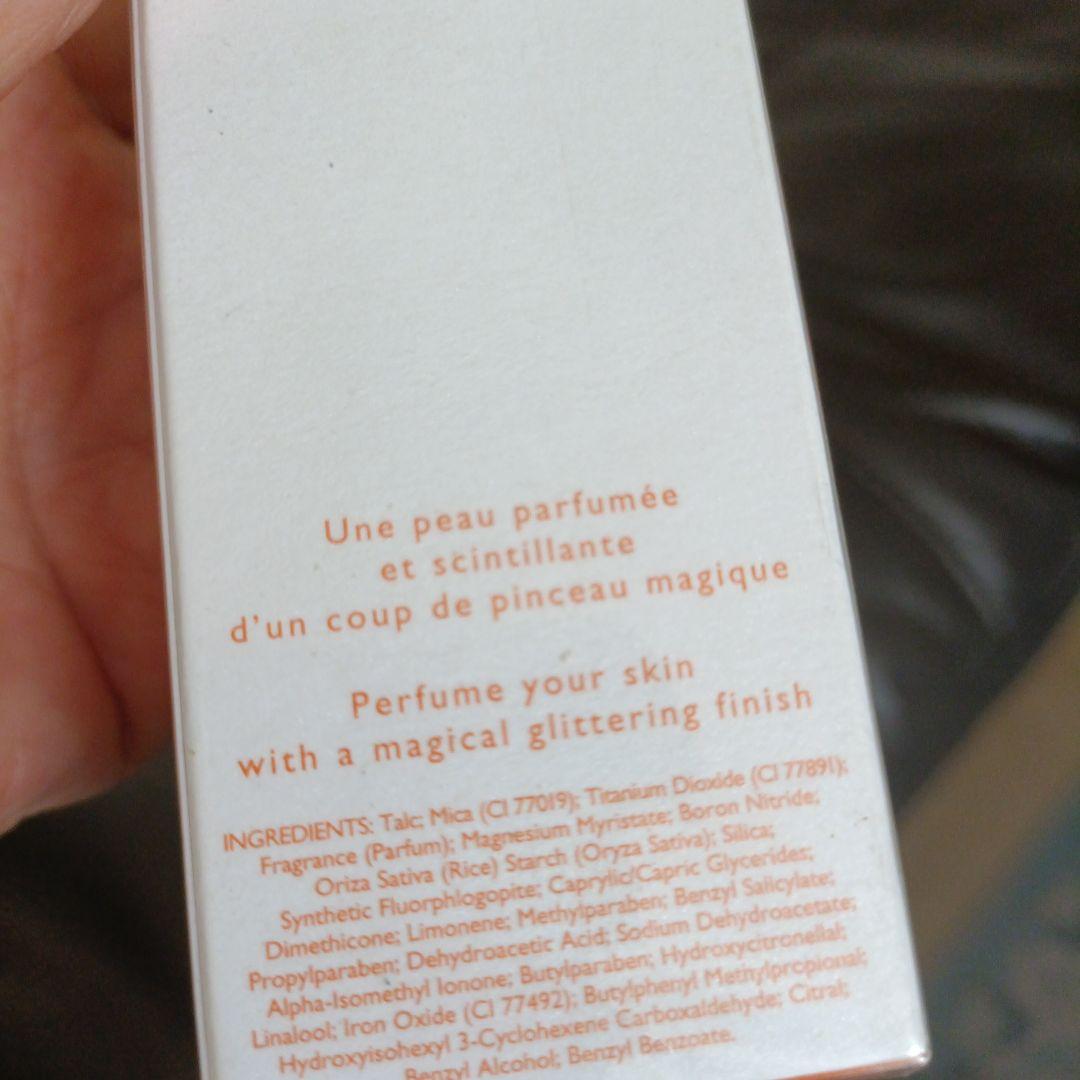 Une peau parfumée
et scintillante
d'un coup de pinceau magique
Perfume your skin
with a magical glittering finish
INGREDIENTS: Talc; Mica (CI 77019); Titanium Dioxide (CI 77891);
Fragrance (Parfum); Magnesium Myristate; Boron Nitride;
Oriza Sativa (Rice) Starch (Oryza Sativa); Silica;
Synthetic Fluorphlogopite; Caprylic/Capric Glycerides;
Dimethicone; Limonene; Methylparaben; Benzyl Salicylate;
Propylparaben; Dehydroacetic Acid; Sodium Dehydroacetate;
Alpha-Isomethyl Ionone; Butylparaben; Hydroxycitronellal;
Linalool; Iron Oxide (CI 77492); Butylphenyl Methylpropional;
Hydroxyisohexyl 3-Cyclohexene Carboxaldehyde; Citral;
Benzyl Alcohol; Benzyl Benzoate.